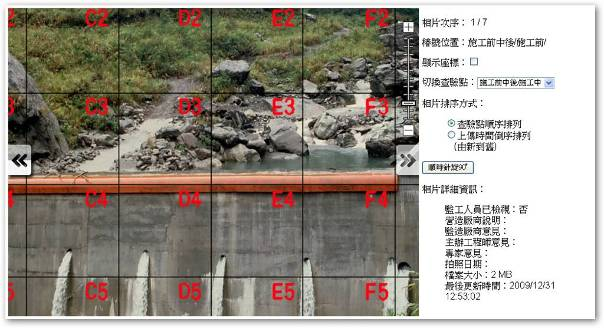 C2 D2 E2 F2
C3 D3 E3 F3
C4 D4 E4 F4
C5 D5 E5 F5
相片次序： 1 / 7
樁號位置：施工前中後/施工前/
顯示座標：
切換查驗點： 施工前中後/施工中
相片排序方式：
查驗點順序排列
上傳時間倒序排列
(由新到舊)
順時針旋90°
相片詳細資訊：
監工人員已檢視：否
營造廠商說明：
監造廠商意見：
主辦工程師意見：
專家意見：
拍照日期：
檔案大小：2 MB
最後更新時間：2009/12/31
12:53:02